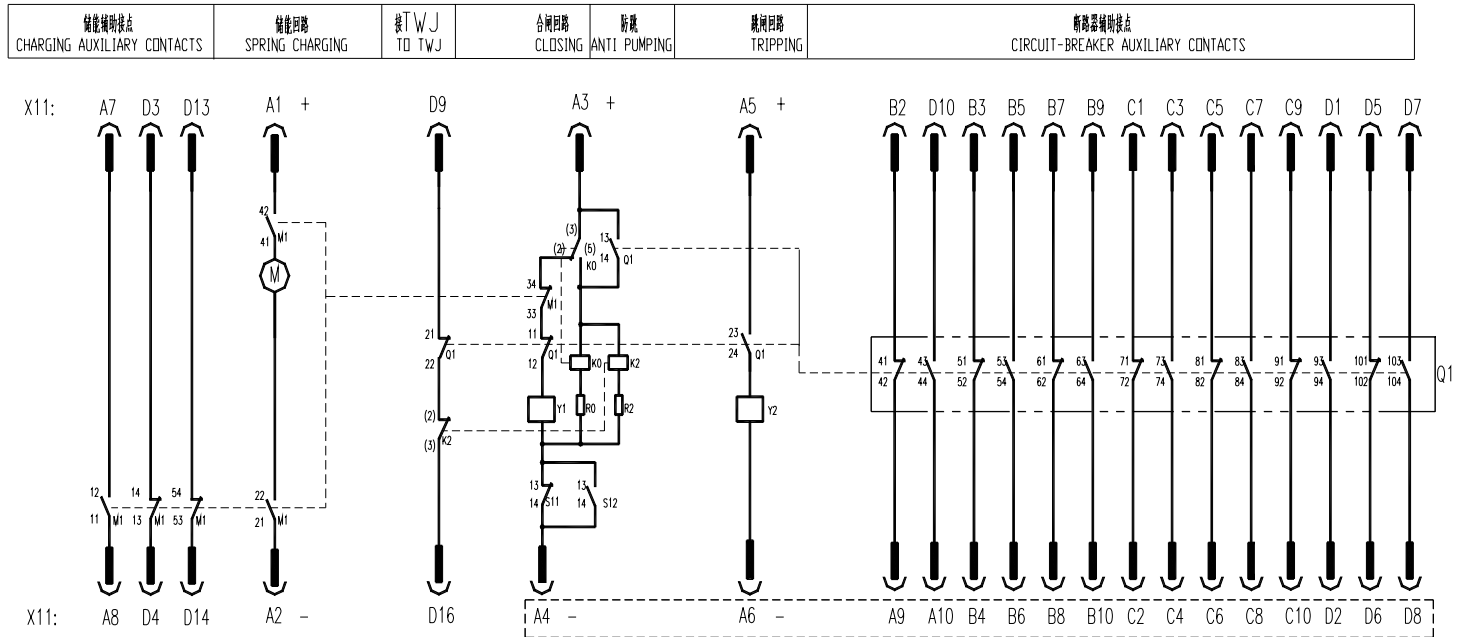 储能辅助接点 储能回路 接TWJ 合闸回路 防跳 跳闸回路 断路器辅助接点
CHARGING AUXILIARY CONTACTS SPRING CHARGING TO TWJ CLOSING ANTI PUMPING TRIPPING CIRCUIT-BREAKER AUXILIARY CONTACTS
X11: A7 D3 D13 A1 + D9 A3 + A5 + B2 D10 B3 B5 B7 B9 C1 C3 C5 C7 C9 D1 D5 D7
42
41 M1
M
(3)
(2) (5) 13
K0 14 Q1
34
M1
33
21 11 23
Q1 Q1 24 Q1
22 12 K0 K2
41 43 51 53 61 63 71 73 81 83 91 93 101 103
42 44 52 54 62 64 72 74 82 84 92 94 102 104 Q1
Y1 R0 R2 Y2
(2)
(3) K2
12 14 54 22 13 13
11 M1 13 M1 53 M1 21 M1 14 S11 14 S12
X11: A8 D4 D14 A2 - D16 A4 - A6 - A9 A10 B4 B6 B8 B10 C2 C4 C6 C8 C10 D2 D6 D8